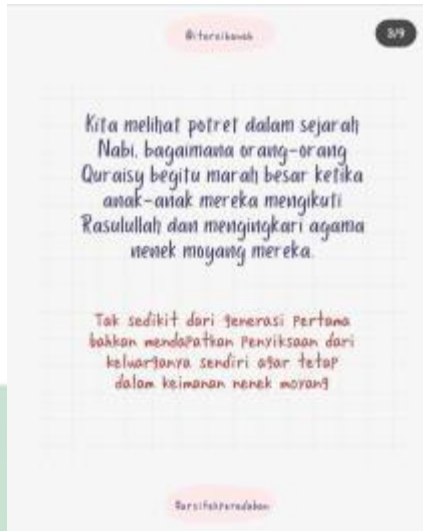 3/9
Kita melihat potret dalam sejarah
Nabi, bagaimana orang-orang
Quraisy begitu marah besar ketika
anak-anak mereka mengikuti
Rasulullah dan mengingkari agama
nenek moyang mereka.
Tak sedikit dari generasi pertama
bahkan mendapatkan penyiksaan dari
keluarganya sendiri agar tetap
dalam keimanan nenek moyang